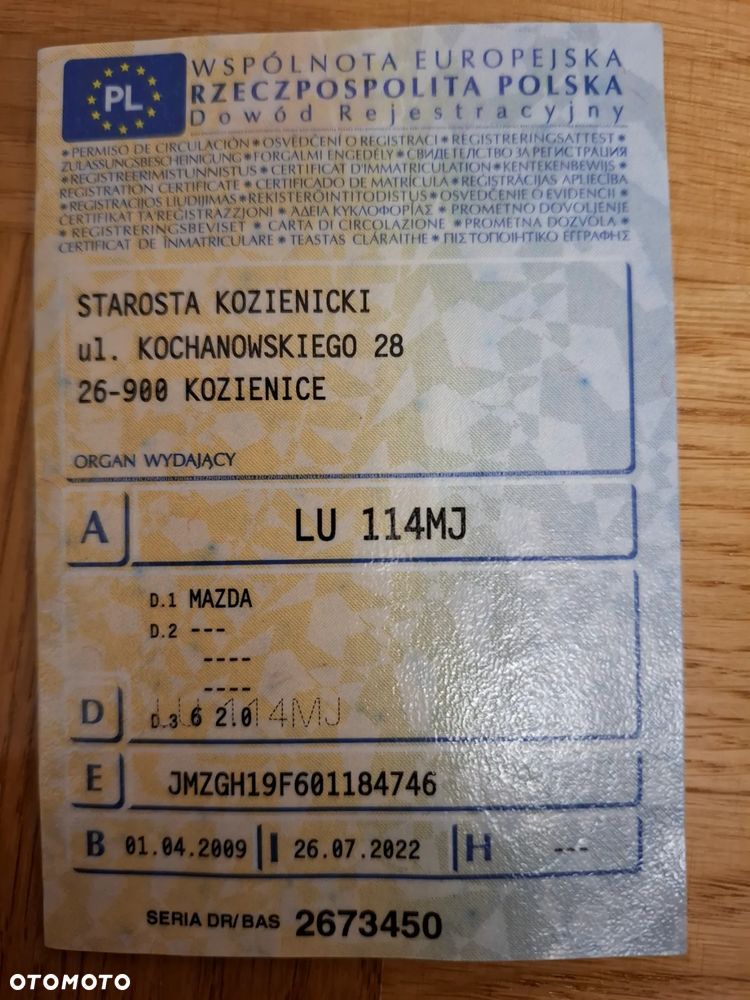 PL
WSPÓLNOTA EUROPEJSKA
RZECZPOSPOLITA POLSKA
Dowód Rejestracyjny
* PERMISO DE CIRCULACIÓN * OSVĚDČENÍ O REGISTRACI * REGISTRERINGSATTEST *
ZULASSUNGSBESCHEINIGUNG * FORGALMI ENGEDÉLY * СВИДЕТЕЛСТВО ЗА РЕГИСТРАЦИЯ
* REGISTREERIMISTUNNISTUS * CERTIFICAT D'IMMATRICULATION * KENTEKENBEWIJS *
REGISTRATION CERTIFICATE * CERTIFICADO DE MATRÍCULA * REĢISTRĀCIJAS APLIECĪBA
* REGISTRACIJOS LIUDIJIMAS * REKISTERÖINTITODISTUS * OSVEDČENIE O EVIDENCII *
ĊERTIFIKAT TA'REĠISTRAZZJONI * ΑΔΕΙΑ ΚΥΚΛΟΦΟΡΙΑΣ * PROMETNO DOVOLJENJE
* REGISTRERINGSBEVISET * CARTA DI CIRCOLAZIONE * PROMETNA DOZVOLA *
CERTIFICAT DE ÎNMATRICULARE * TEASTAS CLÁRAITHE * ΠΙΣΤΟΠΟΙΗΤΙΚΟ ΕΓΓΡΑΦΗΣ
STAROSTA KOZIENICKI
ul. KOCHANOWSKIEGO 28
26-900 KOZIENICE
ORGAN WYDAJĄCY
A LU 114MJ
D.1 MAZDA
D.2 ---
----
----
D D.3 6 2.0
LU 114MJ
E JMZGH19F601184746
B 01.04.2009 I 26.07.2022 H ---
SERIA DR/BAS 2673450
OTOMOTO